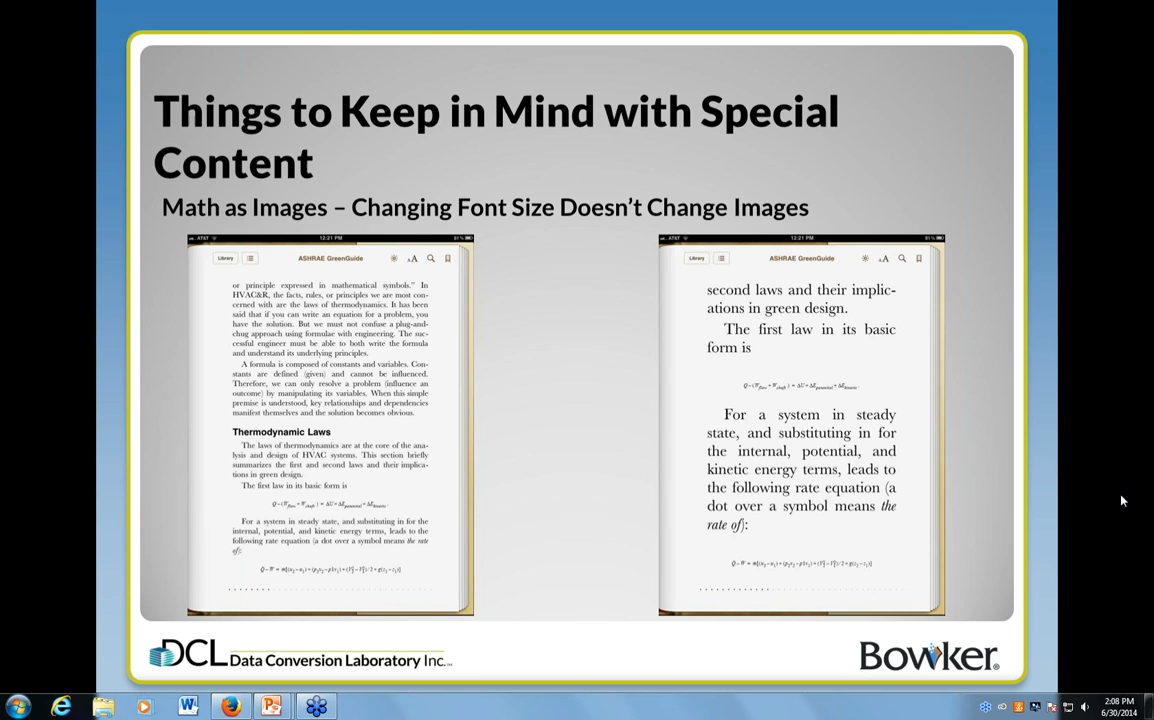 Things to Keep in Mind with Special
Content
Math as Images – Changing Font Size Doesn't Change Images
AT&T
12:21 PM
91%
Library
ASHRAE GreenGuide
AA
or principle expressed in mathematical symbols." In
HVAC&R, the facts, rules, or principles we are most con-
cerned with are the laws of thermodynamics. It has been
said that if you can write an equation for a problem, you
have the solution. But we must not confuse a plug-and-
chug approach using formulae with engineering. The suc-
cessful engineer must be able to both write the formula
and understand its underlying principles.
A formula is composed of constants and variables. Con-
stants are defined (given) and cannot be influenced.
Therefore, we can only resolve a problem (influence an
outcome) by manipulating its variables. When this simple
premise is understood, key relationships and dependencies
manifest themselves and the solution becomes obvious.
Thermodynamic Laws
The laws of thermodynamics are at the core of the ana-
lysis and design of HVAC systems. This section briefly
summarizes the first and second laws and their implica-
tions in green design.
The first law in its basic form is
For a system in steady state, and substituting in for the
internal, potential, and kinetic energy terms, leads to the
following rate equation (a dot over a symbol means the rate
of):
AT&T
12:21 PM
91%
Library
ASHRAE GreenGuide
AA
second laws and their implic-
ations in green design.
The first law in its basic
form is
For a system in steady
state, and substituting in for
the internal, potential, and
kinetic energy terms, leads to
the following rate equation (a
dot over a symbol means the
rate of):
DCL Data Conversion Laboratory Inc.
Bowker
2:08 PM
6/30/2014